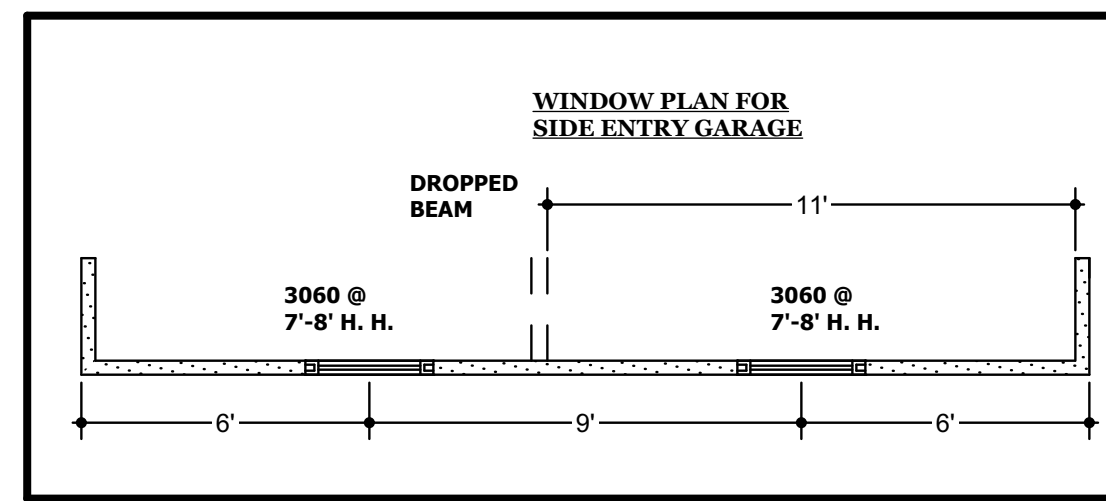 WINDOW PLAN FOR
SIDE ENTRY GARAGE
DROPPED
BEAM
11'
3060 @
7'-8' H. H.
3060 @
7'-8' H. H.
6'
9'
6'